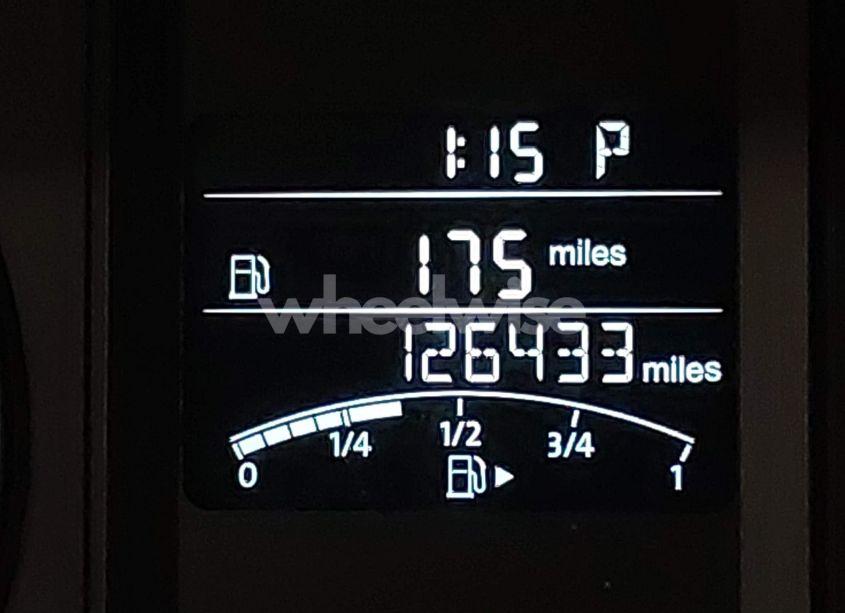 1:15 P
175 miles
wheelwise
126433 miles
0 1/4 1/2 3/4 1